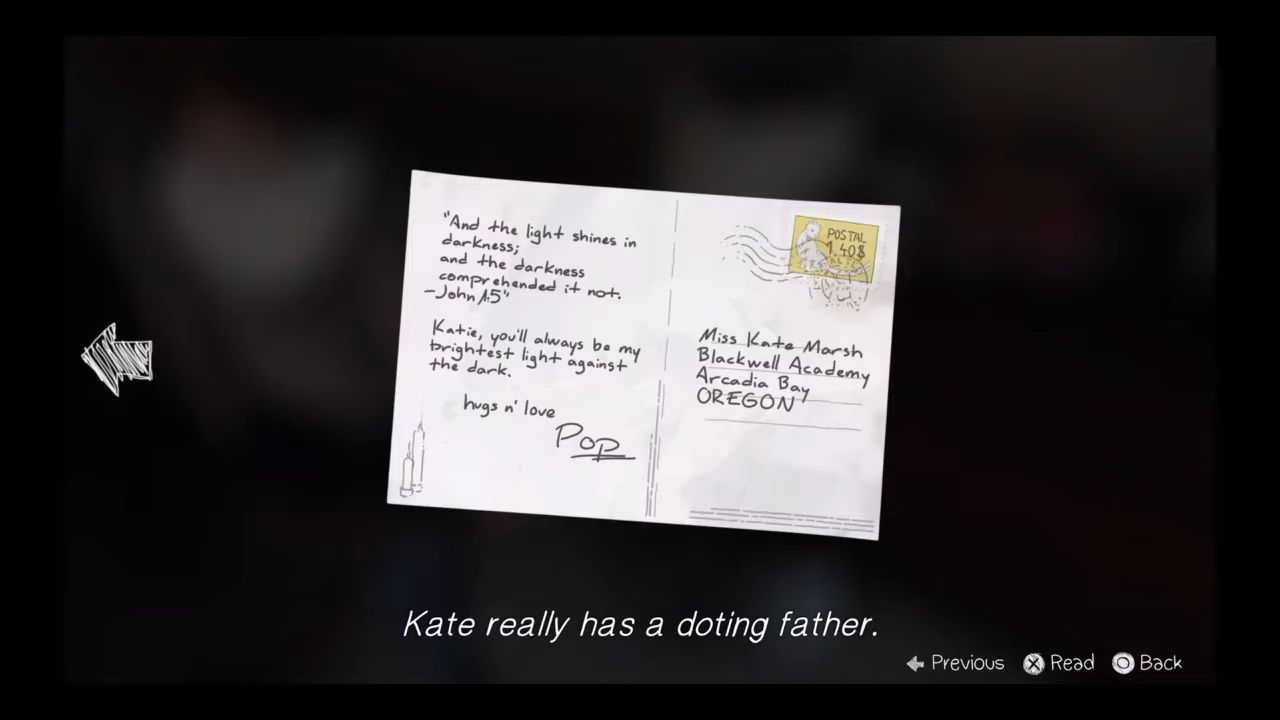 "And the light shines in
darkness;
and the darkness
comprehended it not.
-John 1:5"
Katie, you'll always be my
brightest light against
the dark.
hugs n' love
Pop
POSTAL
1.40$
Miss Kate Marsh
Blackwell Academy
Arcadia Bay
OREGON
Kate really has a doting father.
Previous
Read
Back